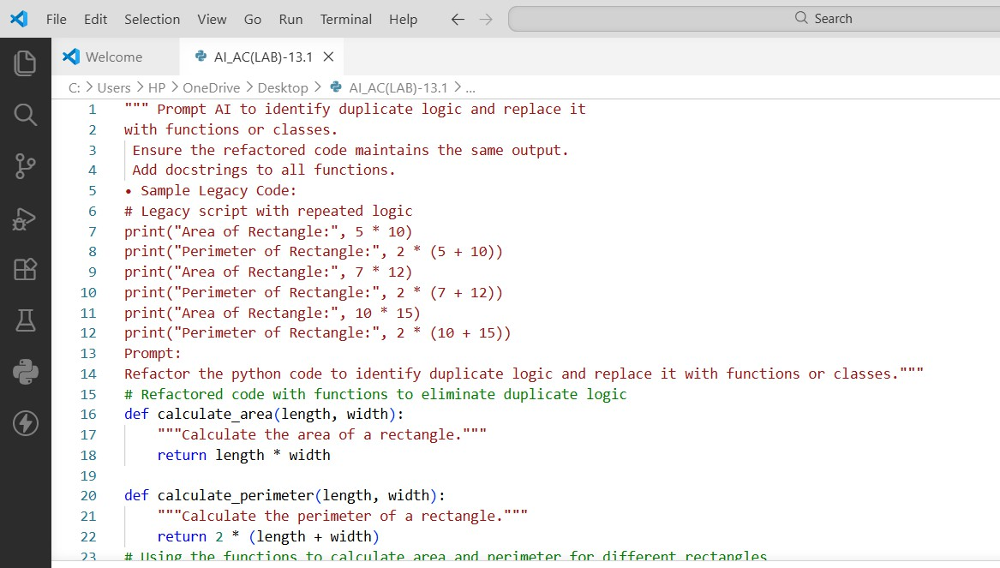 File Edit Selection View Go Run Terminal Help Search
Welcome AI_AC(LAB)-13.1
C: > Users > HP > OneDrive > Desktop > AI_AC(LAB)-13.1 > ...
1 """ Prompt AI to identify duplicate logic and replace it
2 with functions or classes.
3 Ensure the refactored code maintains the same output.
4 Add docstrings to all functions.
5 • Sample Legacy Code:
6 # Legacy script with repeated logic
7 print("Area of Rectangle:", 5 * 10)
8 print("Perimeter of Rectangle:", 2 * (5 + 10))
9 print("Area of Rectangle:", 7 * 12)
10 print("Perimeter of Rectangle:", 2 * (7 + 12))
11 print("Area of Rectangle:", 10 * 15)
12 print("Perimeter of Rectangle:", 2 * (10 + 15))
13 Prompt:
14 Refactor the python code to identify duplicate logic and replace it with functions or classes."""
15 # Refactored code with functions to eliminate duplicate logic
16 def calculate_area(length, width):
17     """Calculate the area of a rectangle."""
18     return length * width
19
20 def calculate_perimeter(length, width):
21     """Calculate the perimeter of a rectangle."""
22     return 2 * (length + width)
23 # Using the functions to calculate area and perimeter for different rectangles